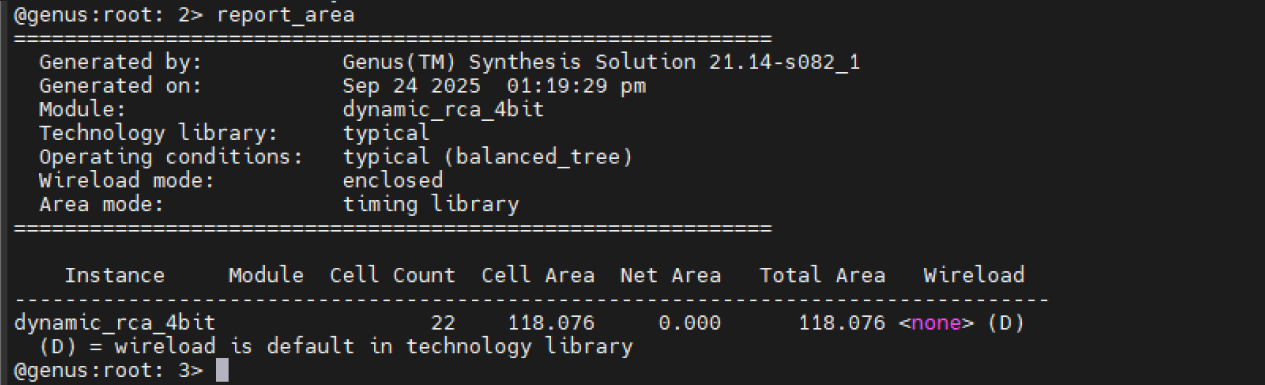 @genus:root: 2> report_area
============================================================
  Generated by:           Genus(TM) Synthesis Solution 21.14-s082_1
  Generated on:           Sep 24 2025  01:19:29 pm
  Module:                 dynamic_rca_4bit
  Technology library:     typical
  Operating conditions:   typical (balanced_tree)
  Wireload mode:          enclosed
  Area mode:              timing library
============================================================
    Instance     Module  Cell Count  Cell Area  Net Area   Total Area   Wireload
----------------------------------------------------------------------------------
dynamic_rca_4bit                 22    118.076     0.000      118.076 <none> (D)
  (D) = wireload is default in technology library
@genus:root: 3>